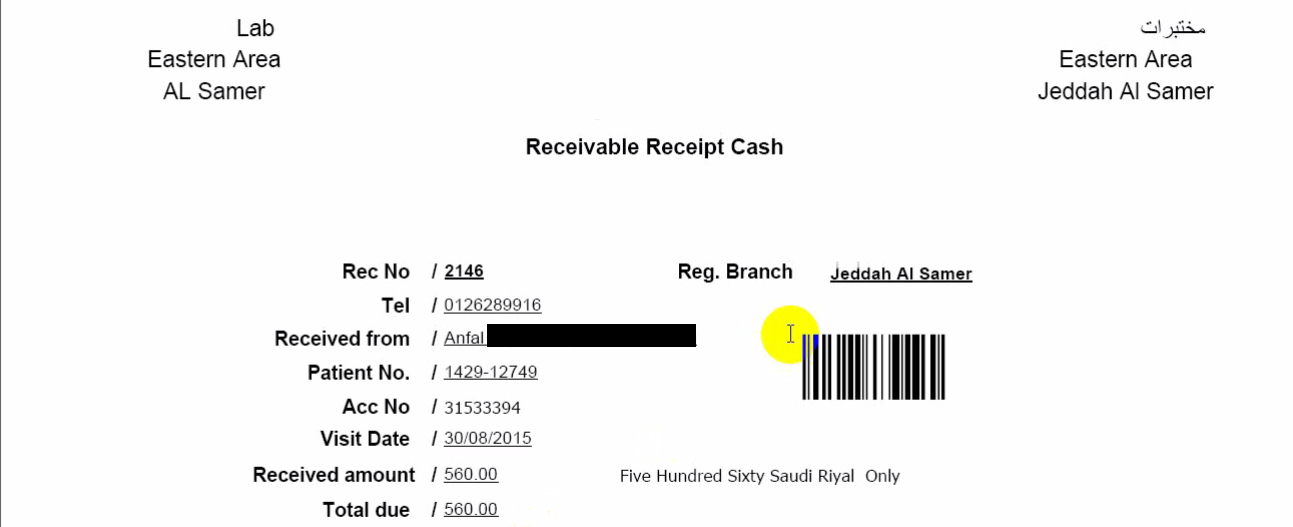 Lab
Eastern Area
AL Samer
مختبرات
Eastern Area
Jeddah Al Samer
Receivable Receipt Cash
Rec No / 2146
Reg. Branch Jeddah Al Samer
Tel / 0126289916
Received from / Anfal
Patient No. / 1429-12749
Acc No / 31533394
Visit Date / 30/08/2015
Received amount / 560.00 Five Hundred Sixty Saudi Riyal Only
Total due / 560.00